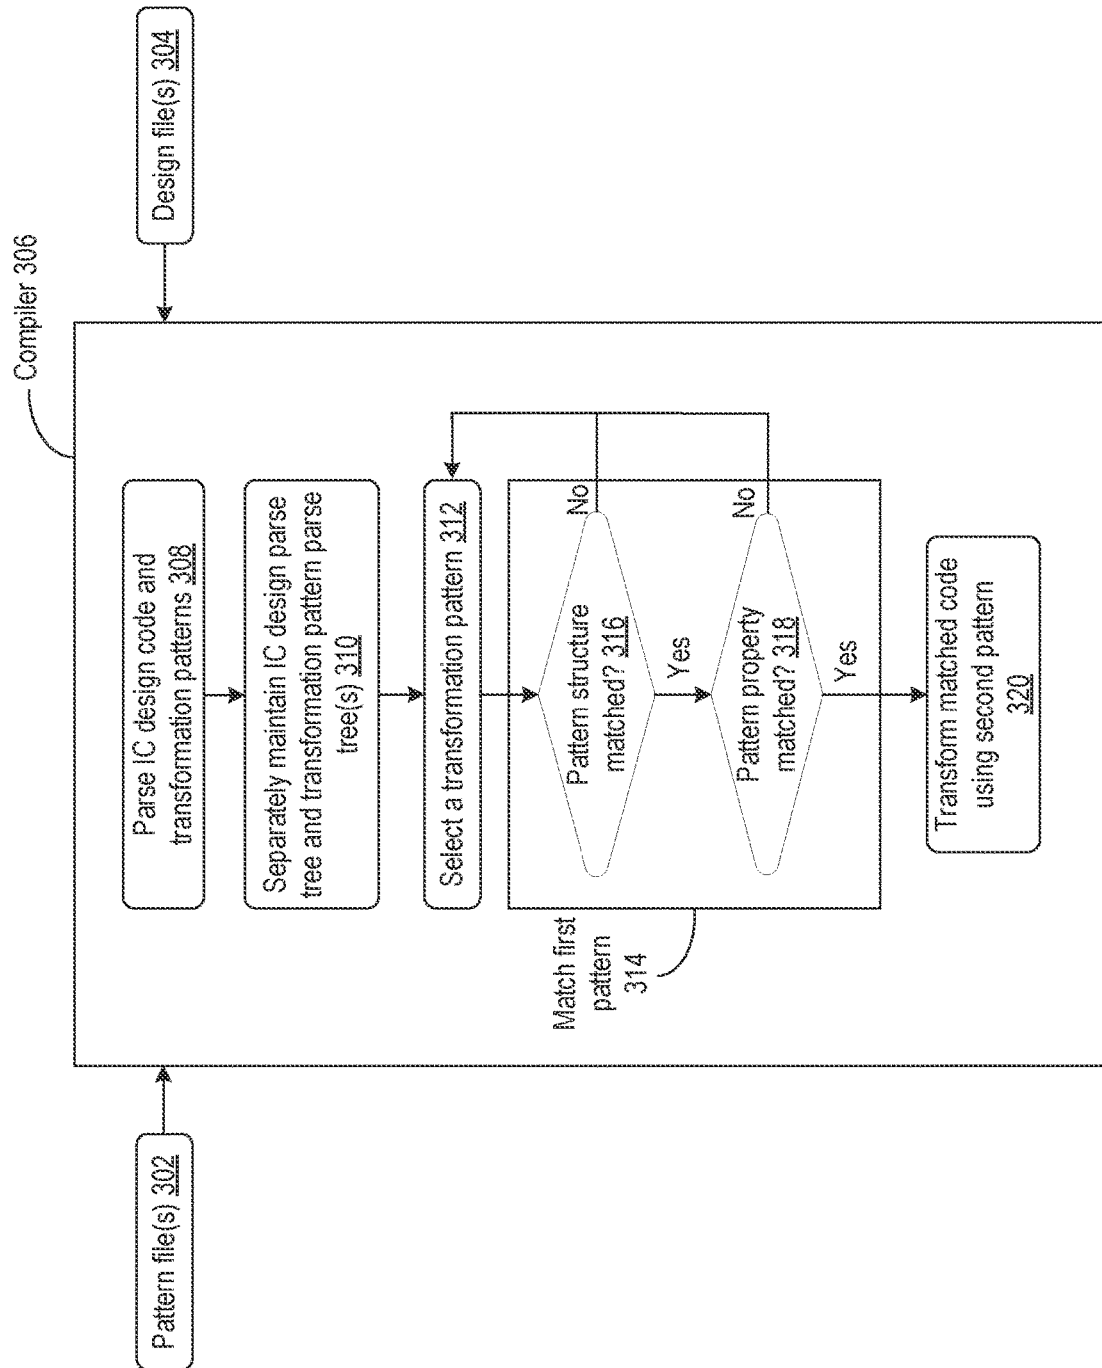 Compiler 306
Pattern file(s) 302
Design file(s) 304
Parse IC design code and
transformation patterns 308
Separately maintain IC design parse
tree and transformation pattern parse
tree(s) 310
Select a transformation pattern 312
Match first
pattern
314
Pattern structure
matched? 316
No
Yes
Pattern property
matched? 318
No
Yes
Transform matched code
using second pattern
320